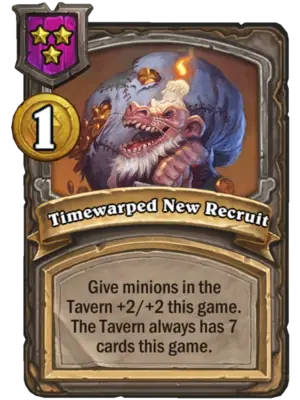 1
Timewarped New Recruit
Give minions in the
Tavern +2/+2 this game.
The Tavern always has 7
cards this game.